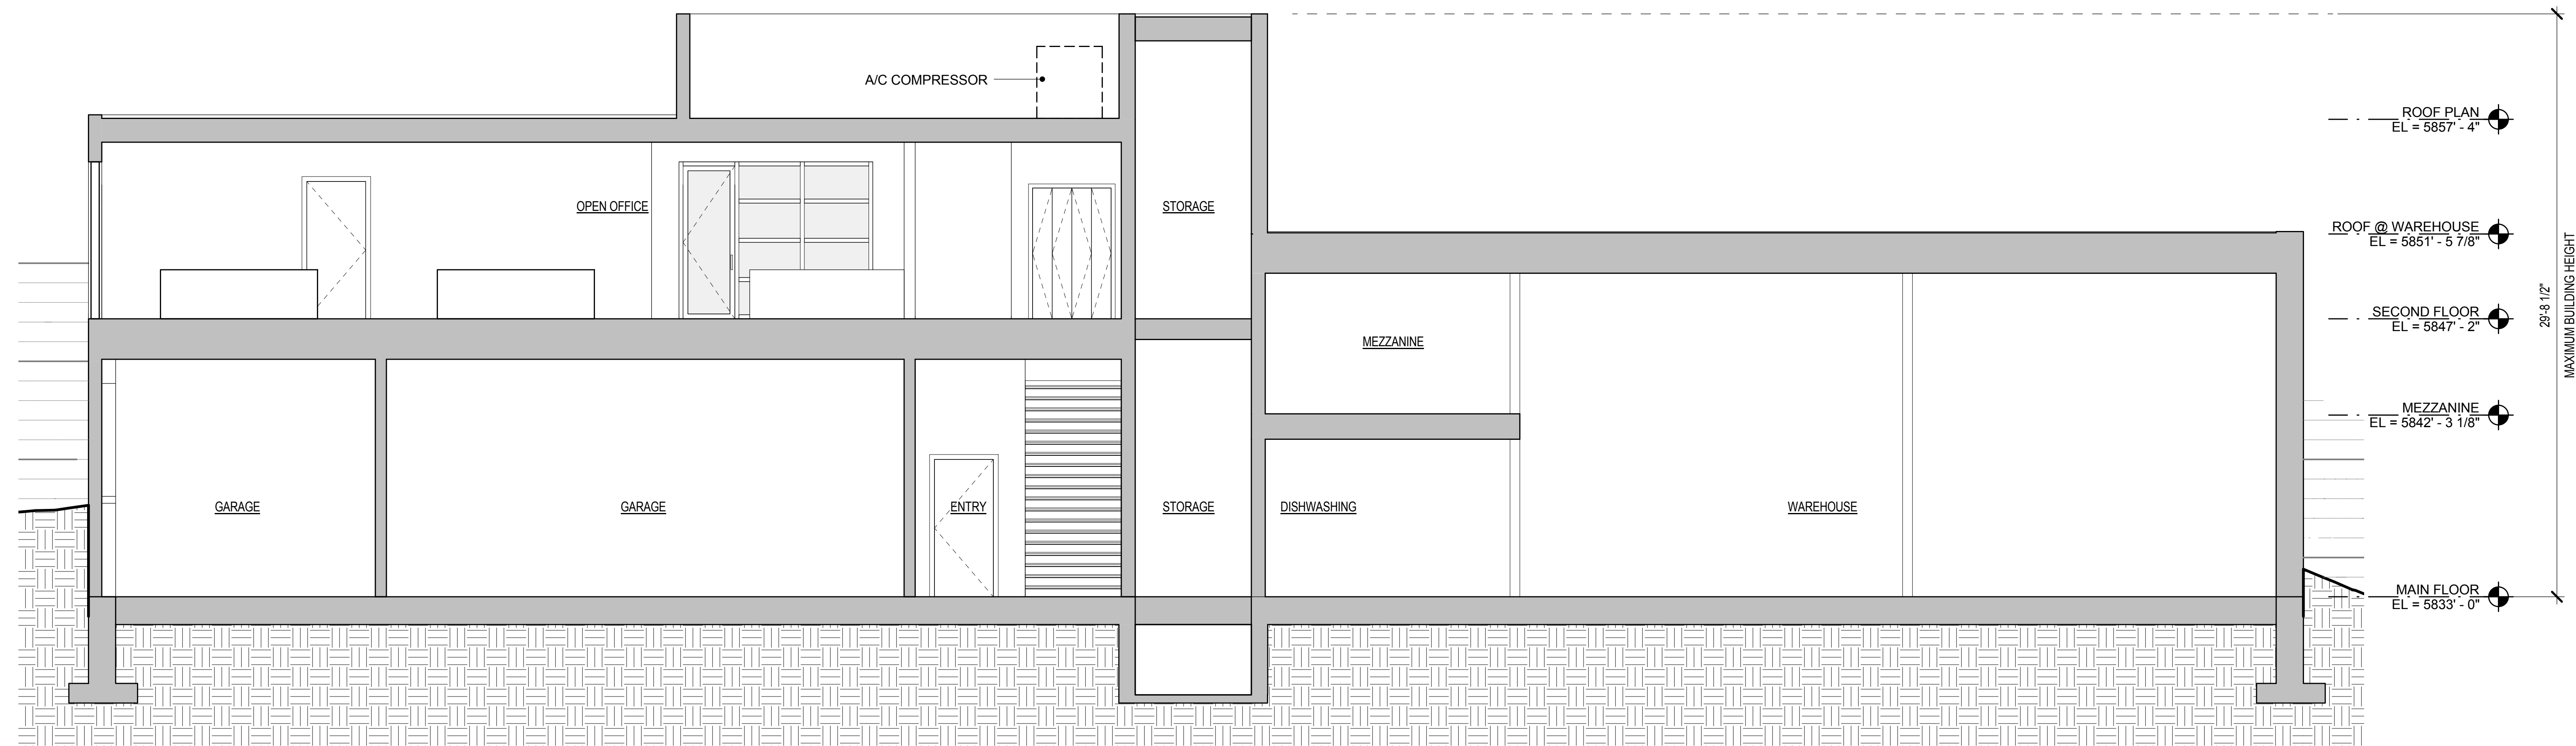 A/C COMPRESSOR
ROOF PLAN
EL = 5857' - 4"
OPEN OFFICE
STORAGE
ROOF @ WAREHOUSE
EL = 5851' - 5 7/8"
SECOND FLOOR
EL = 5847' - 2"
29'-8 1/2"
MAXIMUM BUILDING HEIGHT
MEZZANINE
MEZZANINE
EL = 5842' - 3 1/8"
GARAGE
GARAGE
ENTRY
STORAGE
DISHWASHING
WAREHOUSE
MAIN FLOOR
EL = 5833' - 0"